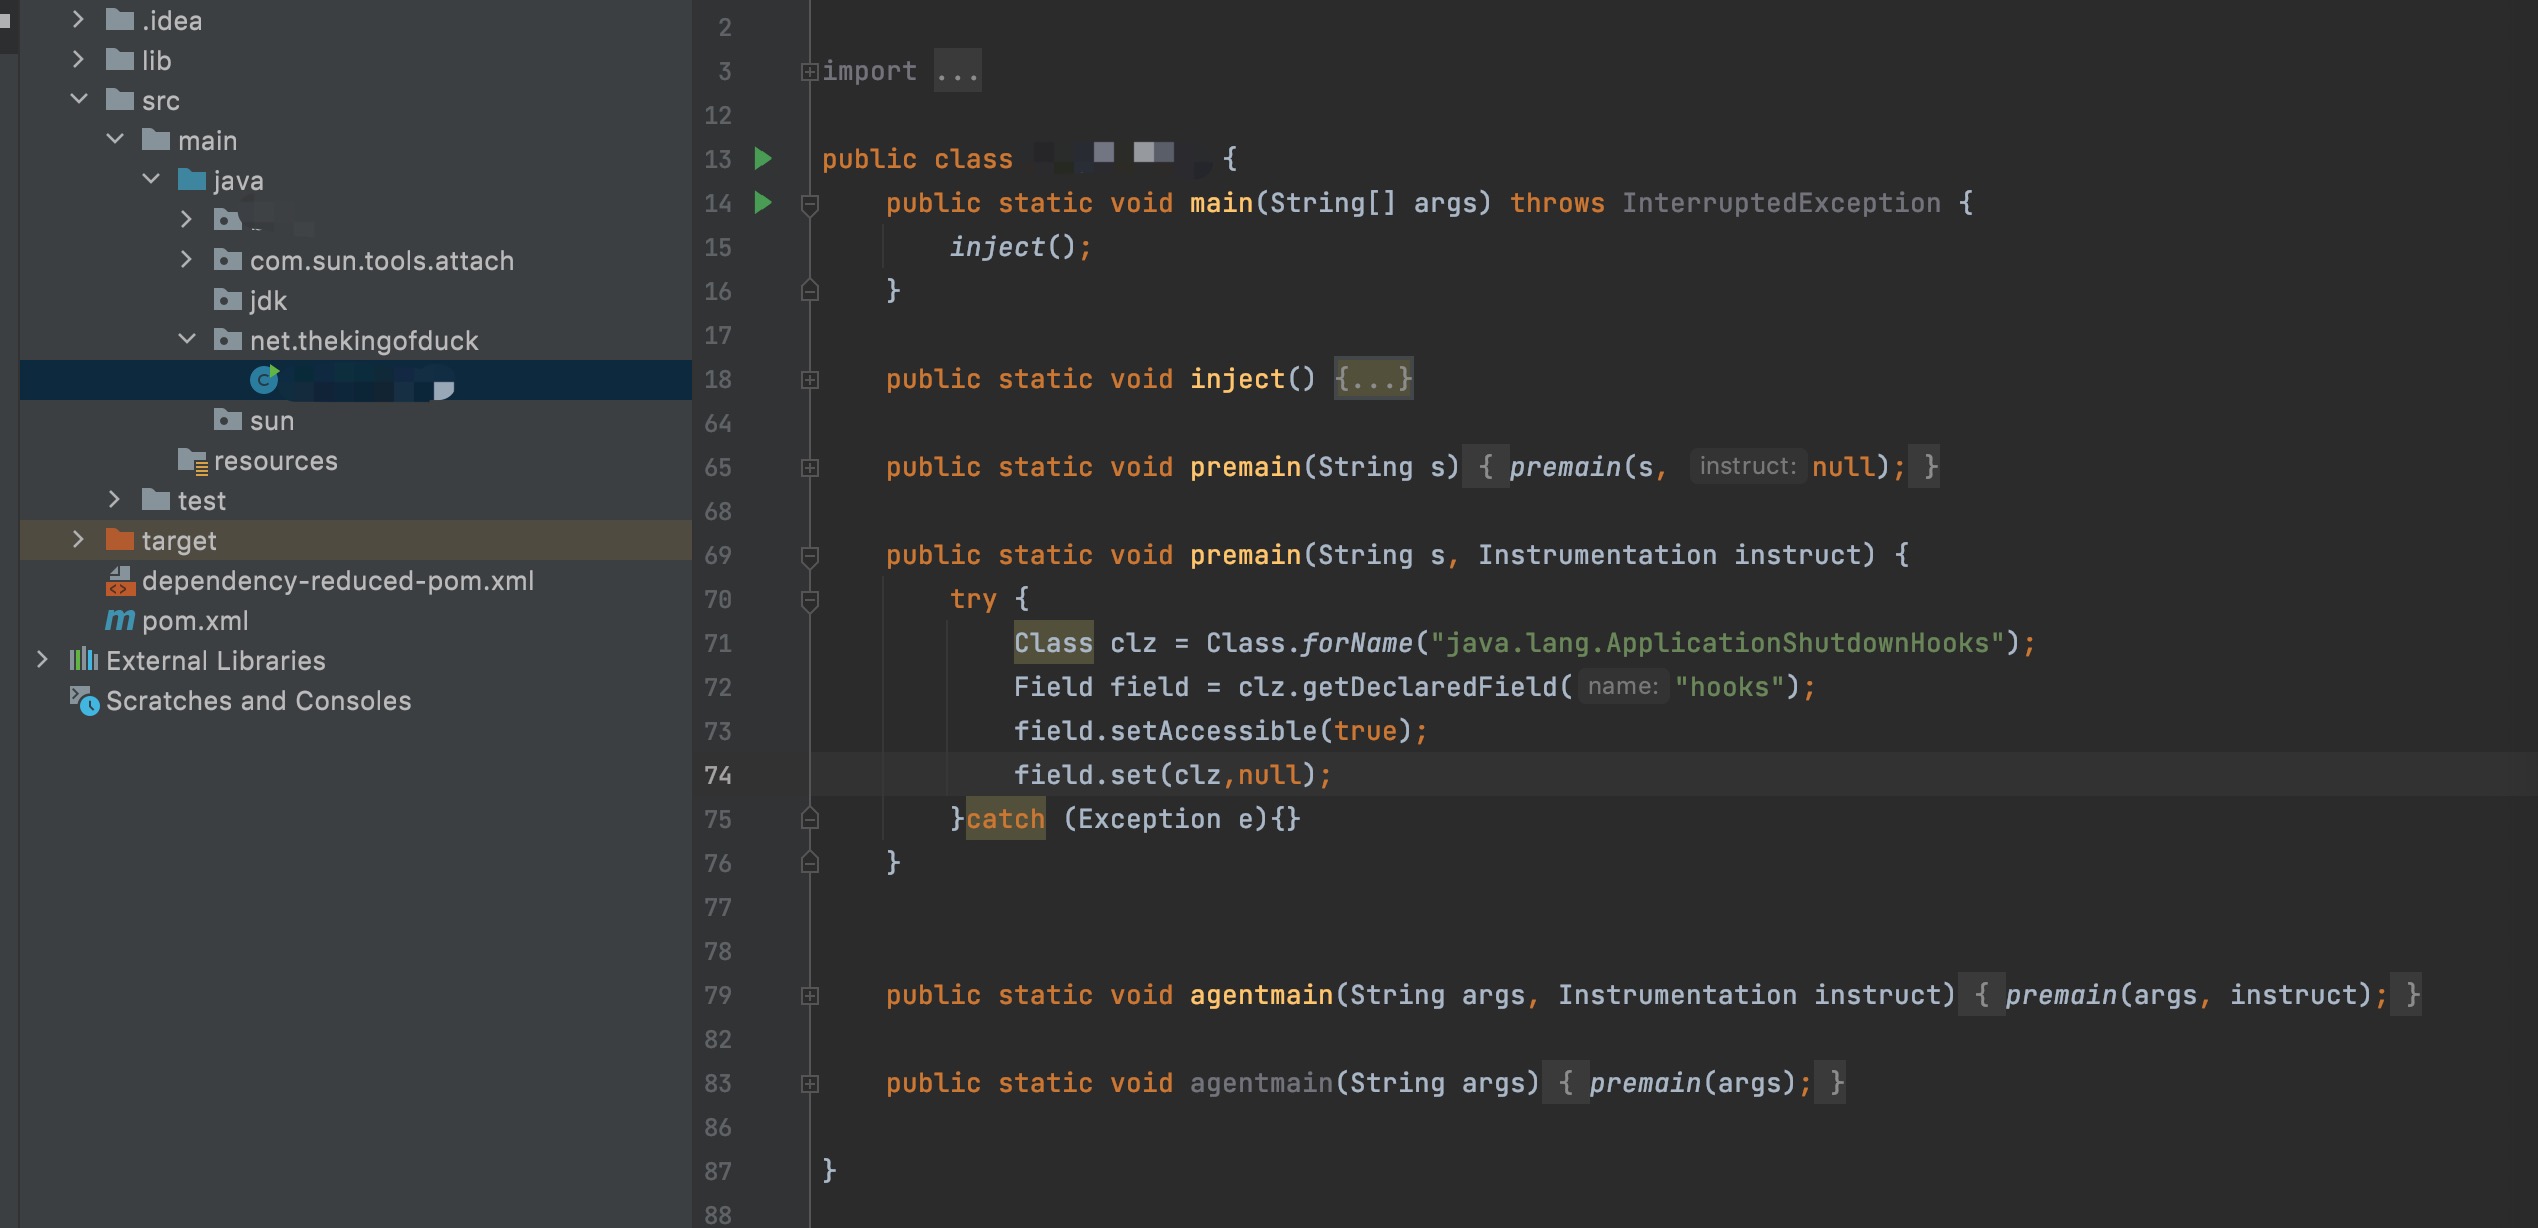 .idea
lib
src
main
java
com.sun.tools.attach
jdk
net.thekingofduck
sun
resources
test
target
dependency-reduced-pom.xml
pom.xml
External Libraries
Scratches and Consoles
2
3 import ...
12
13 public class {
14 public static void main(String[] args) throws InterruptedException {
15 inject();
16 }
17
18 public static void inject() {...}
64
65 public static void premain(String s) { premain(s, instruct: null); }
68
69 public static void premain(String s, Instrumentation instruct) {
70 try {
71 Class clz = Class.forName("java.lang.ApplicationShutdownHooks");
72 Field field = clz.getDeclaredField( name: "hooks");
73 field.setAccessible(true);
74 field.set(clz,null);
75 }catch (Exception e){}
76 }
77
78
79 public static void agentmain(String args, Instrumentation instruct) { premain(args, instruct); }
82
83 public static void agentmain(String args) { premain(args); }
86
87 }
88